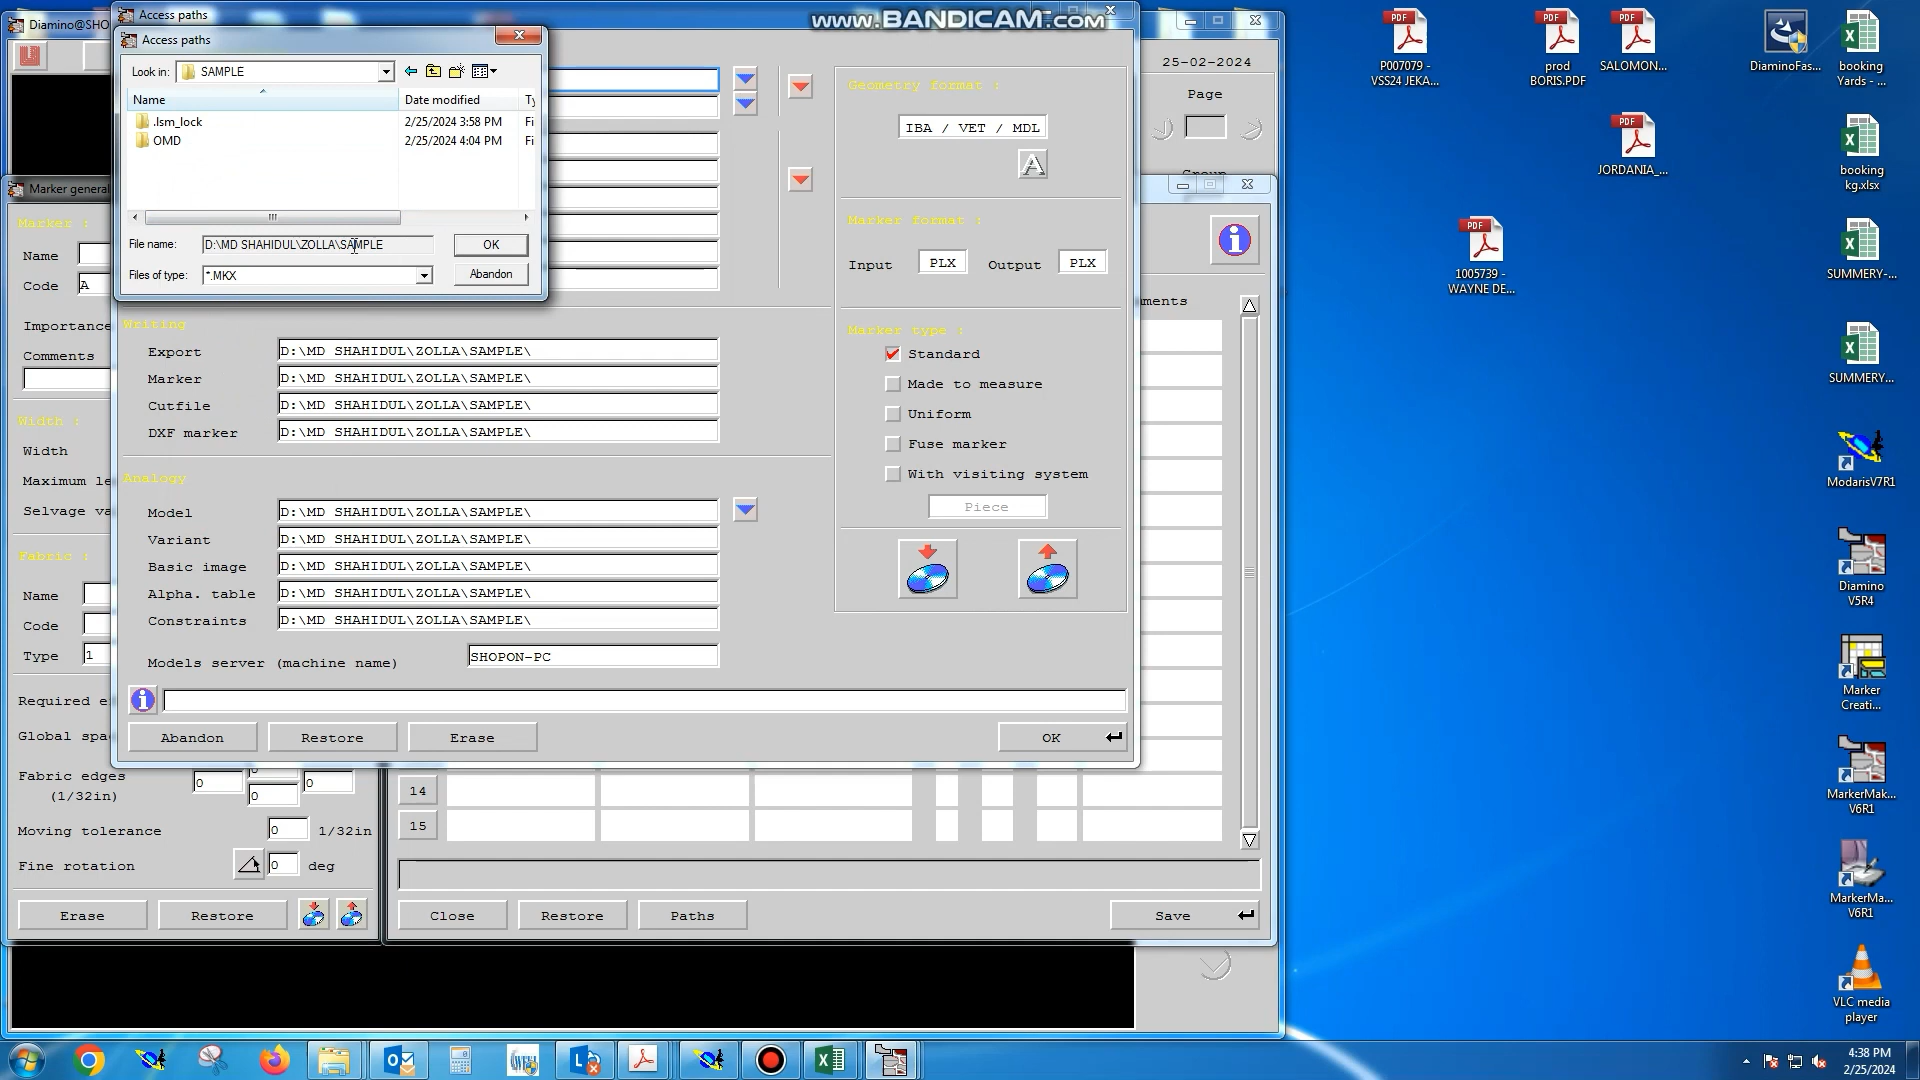 Diamino@SHO
Access paths
www.BANDICAM.com
Access paths
Look in:
SAMPLE
Name
Date modified
Ty
.lsm_lock
2/25/2024 3:58 PM
Fi
OMD
2/25/2024 4:04 PM
Fi
File name:
D:\MD SHAHIDUL\ZOLLA\SAMPLE
OK
Files of type:
*.MKX
Abandon
Geometry format :
IBA / VET / MDL
A
Marker format :
Input
PLX
Output
PLX
Marker type :
Standard
Made to measure
Uniform
Fuse marker
With visiting system
Piece
25-02-2024
Page
Group
Writing
Export
D:\MD SHAHIDUL\ZOLLA\SAMPLE\
Marker
D:\MD SHAHIDUL\ZOLLA\SAMPLE\
Cutfile
D:\MD SHAHIDUL\ZOLLA\SAMPLE\
DXF marker
D:\MD SHAHIDUL\ZOLLA\SAMPLE\
Analogy
Model
D:\MD SHAHIDUL\ZOLLA\SAMPLE\
Variant
D:\MD SHAHIDUL\ZOLLA\SAMPLE\
Basic image
D:\MD SHAHIDUL\ZOLLA\SAMPLE\
Alpha. table
D:\MD SHAHIDUL\ZOLLA\SAMPLE\
Constraints
D:\MD SHAHIDUL\ZOLLA\SAMPLE\
Models server (machine name)
SHOPON-PC
Abandon
Restore
Erase
OK
Marker general
Marker :
Name
Code
A
Importance
Comments
Width :
Width
Maximum le
Selvage va
Fabric :
Name
Code
Type
1
Required e
Global spa
Fabric edges
(1/32in)
0
0
0
Moving tolerance
0
1/32in
Fine rotation
0
deg
Erase
Restore
ments
14
15
Close
Restore
Paths
Save
P007079 -
VSS24 JEKA...
prod
BORIS.PDF
SALOMON...
DiaminoFas...
booking
Yards - ...
JORDANIA_...
booking
kg.xlsx
1005739 -
WAYNE DE...
SUMMERY-...
SUMMERY...
ModarisV7R1
Diamino
V5R4
Marker
Creati...
MarkerMak...
V6R1
MarkerMa...
V6R1
VLC media
player
4:38 PM
2/25/2024